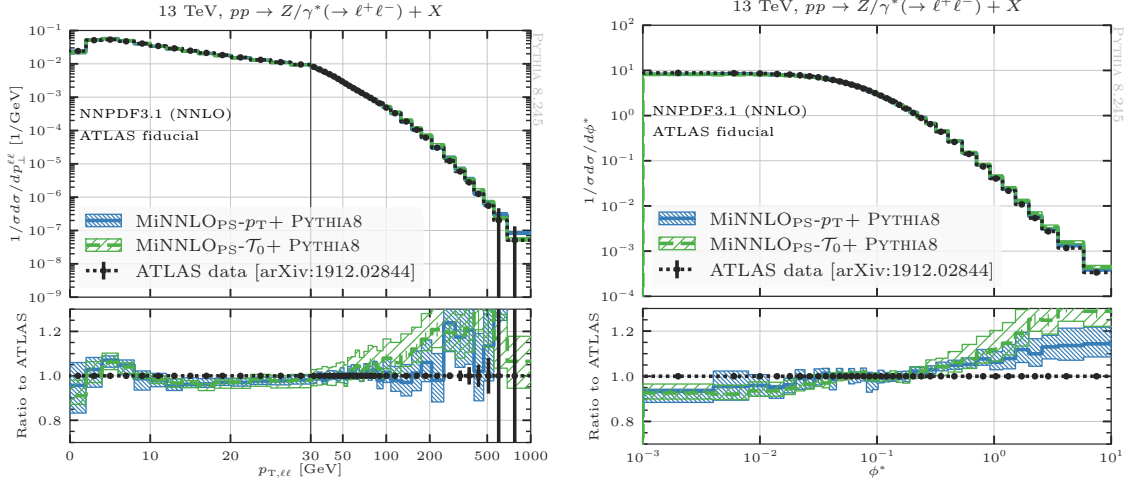 13 TeV, pp → Z/γ*(→ ℓ⁺ℓ⁻) + X
10⁻¹
10⁻²
10⁻³
10⁻⁴
10⁻⁵
10⁻⁶
10⁻⁷
10⁻⁸
10⁻⁹
1/σ dσ/dp⊥^ℓℓ [1/GeV]
NNPDF3.1 (NNLO)
ATLAS fiducial
MiNNLOPS-pT+ PYTHIA8
MiNNLOPS-𝒯0+ PYTHIA8
ATLAS data [arXiv:1912.02844]
PYTHIA 8.245
1.2
1.0
0.8
Ratio to ATLAS
0 10 20 30 50 100 200 500 1000
pT,ℓℓ [GeV]
13 TeV, pp → Z/γ*(→ ℓ⁺ℓ⁻) + X
10²
10¹
10⁰
10⁻¹
10⁻²
10⁻³
10⁻⁴
1/σ dσ/dϕ*
NNPDF3.1 (NNLO)
ATLAS fiducial
MiNNLOPS-pT+ PYTHIA8
MiNNLOPS-𝒯0+ PYTHIA8
ATLAS data [arXiv:1912.02844]
PYTHIA 8.245
1.2
1.0
0.8
Ratio to ATLAS
10⁻³ 10⁻² 10⁻¹ 10⁰ 10¹
ϕ*